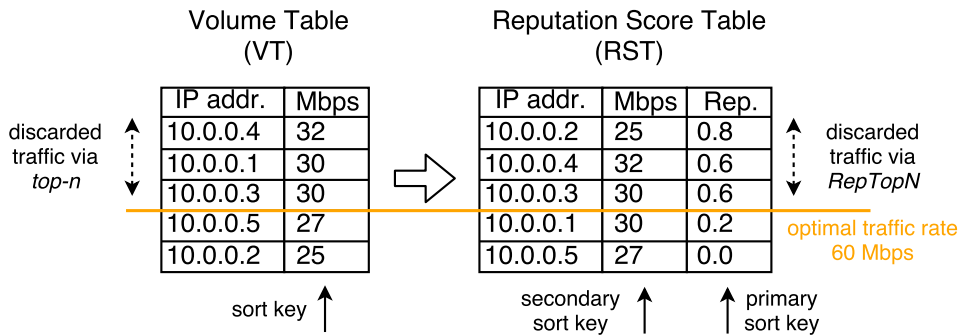 Volume Table
(VT)
Reputation Score Table
(RST)
discarded
traffic via
top-n
IP addr. Mbps
10.0.0.4 32
10.0.0.1 30
10.0.0.3 30
10.0.0.5 27
10.0.0.2 25
IP addr. Mbps Rep.
10.0.0.2 25 0.8
10.0.0.4 32 0.6
10.0.0.3 30 0.6
10.0.0.1 30 0.2
10.0.0.5 27 0.0
discarded
traffic via
RepTopN
optimal traffic rate
60 Mbps
sort key
secondary
sort key
primary
sort key